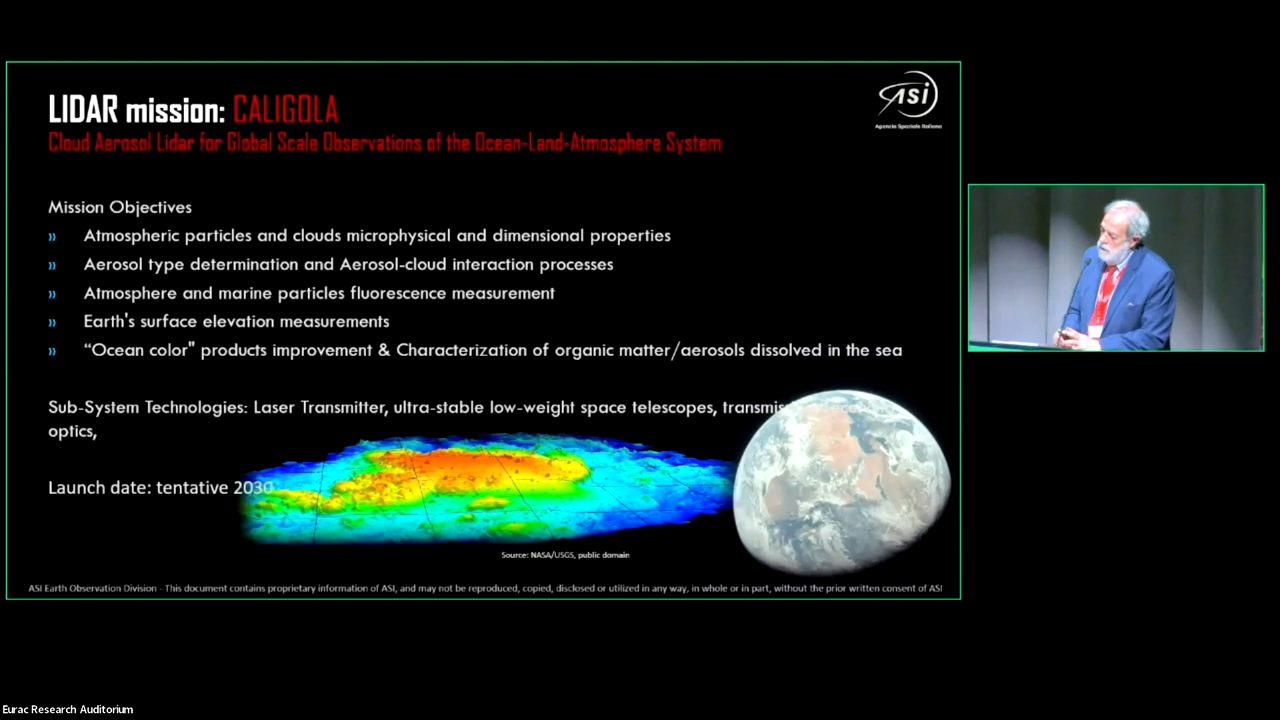 LIDAR mission: CALIGOLA
Cloud Aerosol Lidar for Global Scale Observations of the Ocean-Land-Atmosphere System
asi
Agenzia Spaziale Italiana
Mission Objectives
» Atmospheric particles and clouds microphysical and dimensional properties
» Aerosol type determination and Aerosol-cloud interaction processes
» Atmosphere and marine particles fluorescence measurement
» Earth's surface elevation measurements
» “Ocean color" products improvement & Characterization of organic matter/aerosols dissolved in the sea
Sub-System Technologies: Laser Transmitter, ultra-stable low-weight space telescopes,
optics,
Launch date: tentative 2030
Source: NASA/USGS, public domain
ASI Earth Observation Division - This document contains proprietary information of ASI, and may not be reproduced, copied, disclosed or utilized in any way, in whole or in part, without the prior written consent of ASI
Eurac Research Auditorium